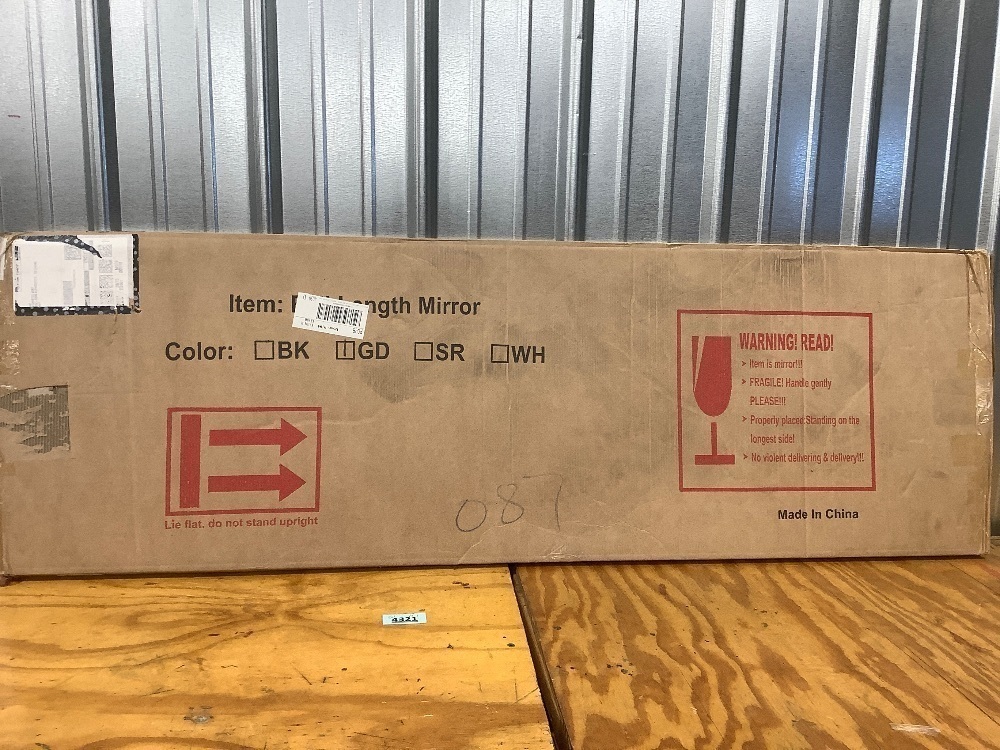 Item: Length Mirror
Color: BK GD SR WH
WARNING! READ!
Item is mirror!!!
FRAGILE! Handle gently
PLEASE!!!
Properly placed Standing on the
longest side!
No violent delivering & delivery!!!
Lie flat. do not stand upright
087
Made In China
4321